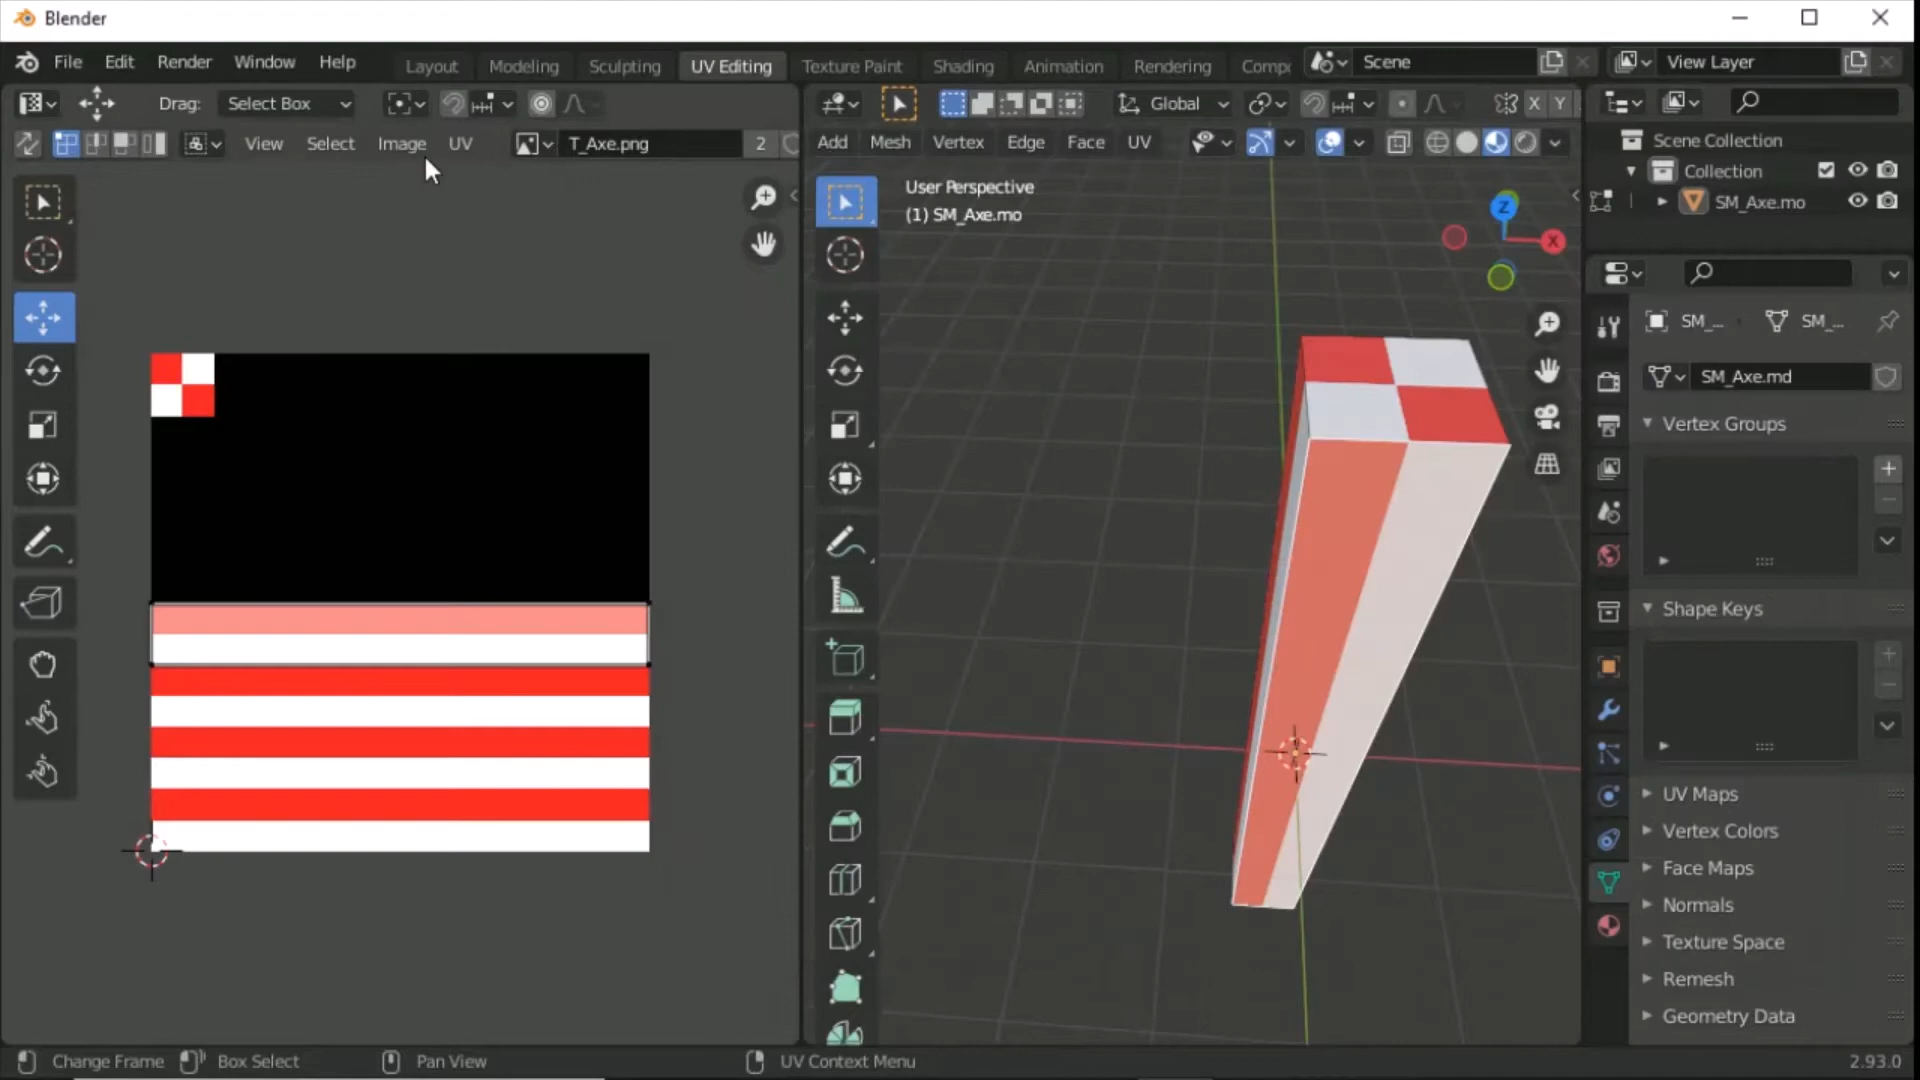 Blender
File Edit Render Window Help
Layout Modeling Sculpting UV Editing Texture Paint Shading Animation Rendering Compo
Scene
View Layer
Drag: Select Box
Global
X Y
View Select Image UV
T_Axe.png 2
Add Mesh Vertex Edge Face UV
Scene Collection
Collection
SM_Axe.mo
User Perspective
(1) SM_Axe.mo
Z
X
SM_... SM_...
SM_Axe.md
Vertex Groups
Shape Keys
UV Maps
Vertex Colors
Face Maps
Normals
Texture Space
Remesh
Geometry Data
Change Frame Box Select Pan View UV Context Menu 2.93.0